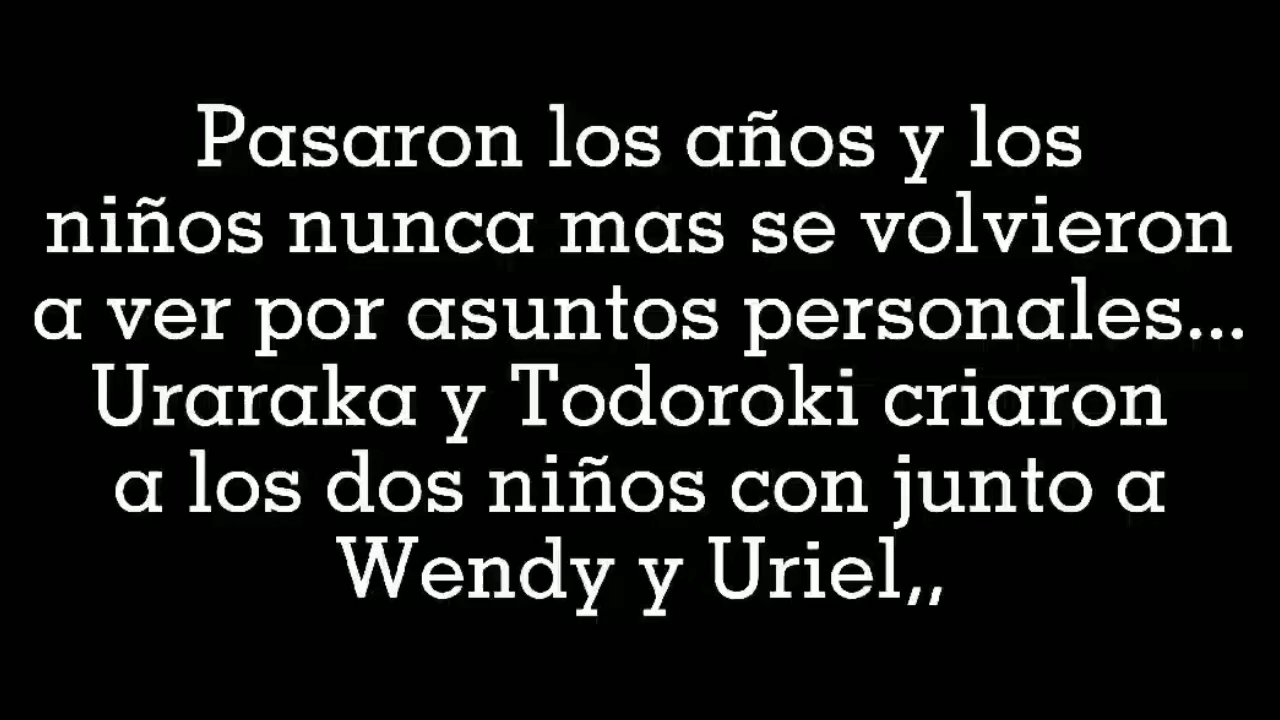 Pasaron los años y los
niños nunca mas se volvieron
a ver por asuntos personales...
Uraraka y Todoroki criaron
a los dos niños con junto a
Wendy y Uriel,,